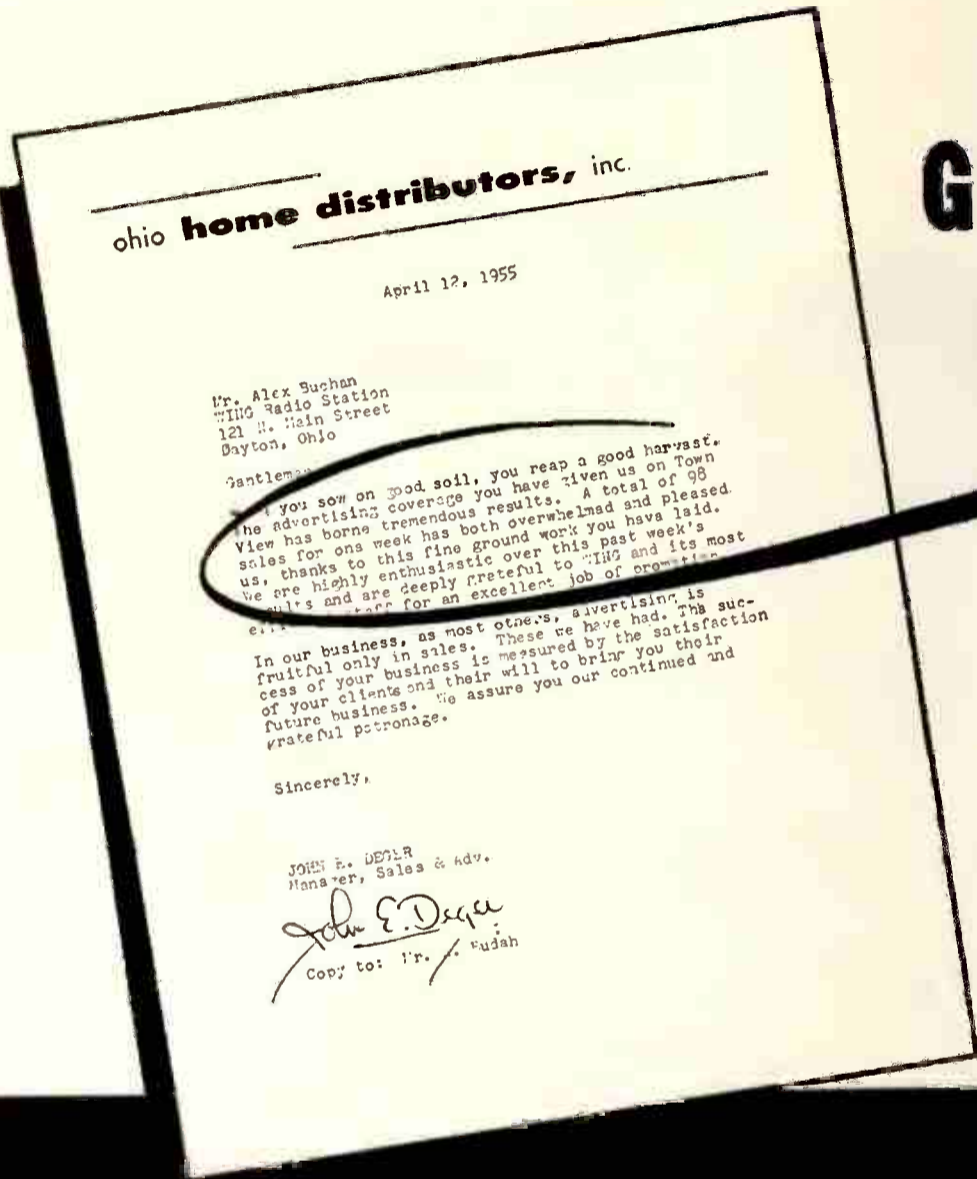 G
ohio home distributors, inc.
April 12, 1955
Mr. Alex Buchan
WING Radio Station
121 N. Main Street
Dayton, Ohio
you sow on good soil, you reap a good harvest.
he advertising coverage you have given us on Town
View has borne tremendous results. A total of 98
sales for one week has both overwhelmed and pleased
us, thanks to this fine ground work you have laid.
We are highly enthusiastic over this past week's
and are deeply grateful to WING and its most
staff for an excellent job of promotion
In our business, as most others, advertising is
fruitful only in sales. These we have had. The suc-
cess of your business is measured by the satisfaction
of your clients and their will to bring you their
future business. We assure you our continued and
grateful patronage.
Sincerely,
JOHN E. DEGER
Manager, Sales & Adv.
John E. Deger
Copy to: Mr.